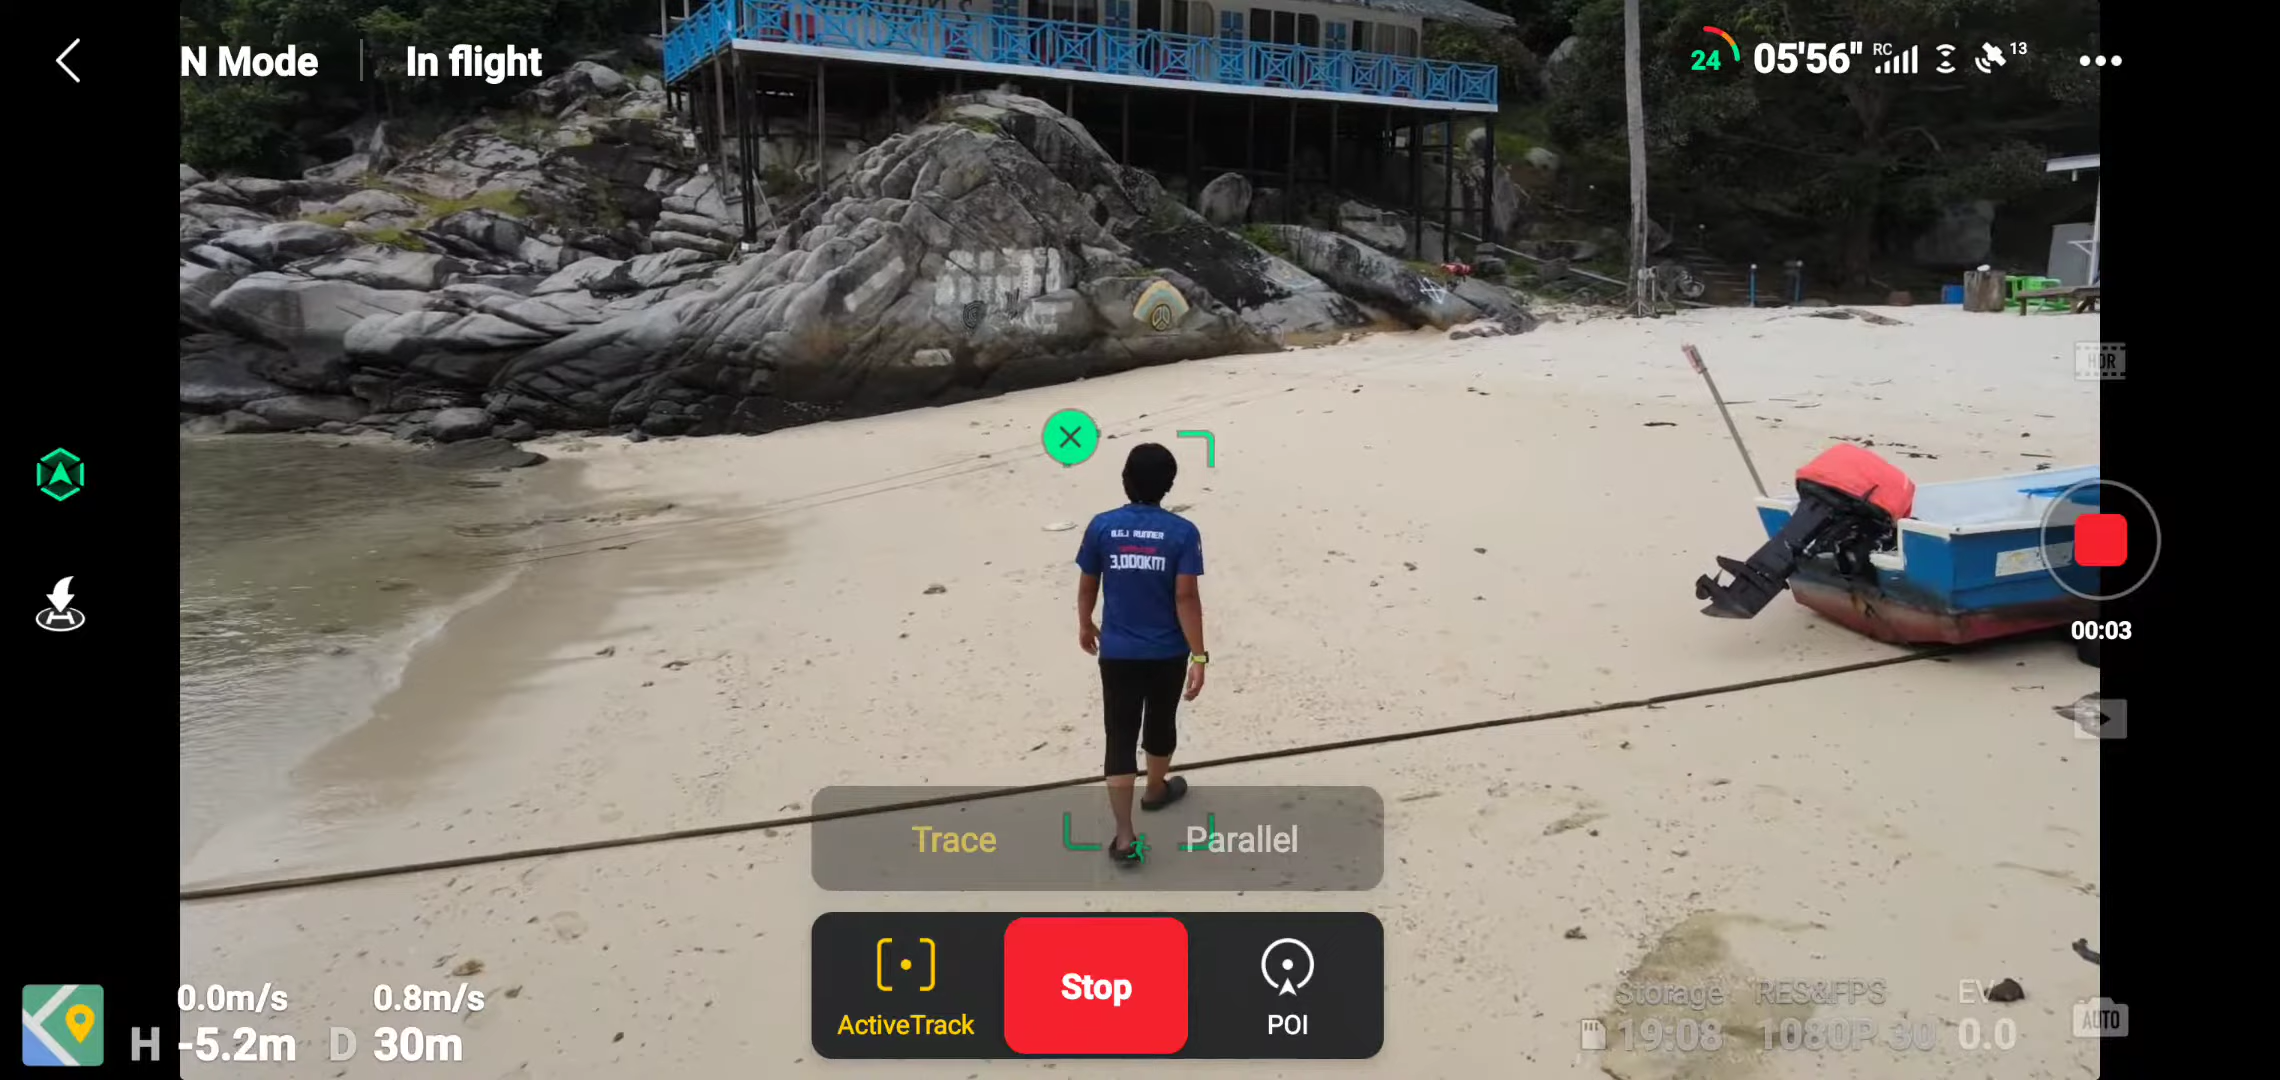 N Mode
In flight
24
05'56"
RC
13
HDR
B.G.J RUNNER
3,000KM
00:03
Trace
Parallel
ActiveTrack
Stop
POI
0.0m/s
0.8m/s
H -5.2m
D 30m
Storage
RES&FPS
EV
19:08
1080P 30
0.0
AUTO